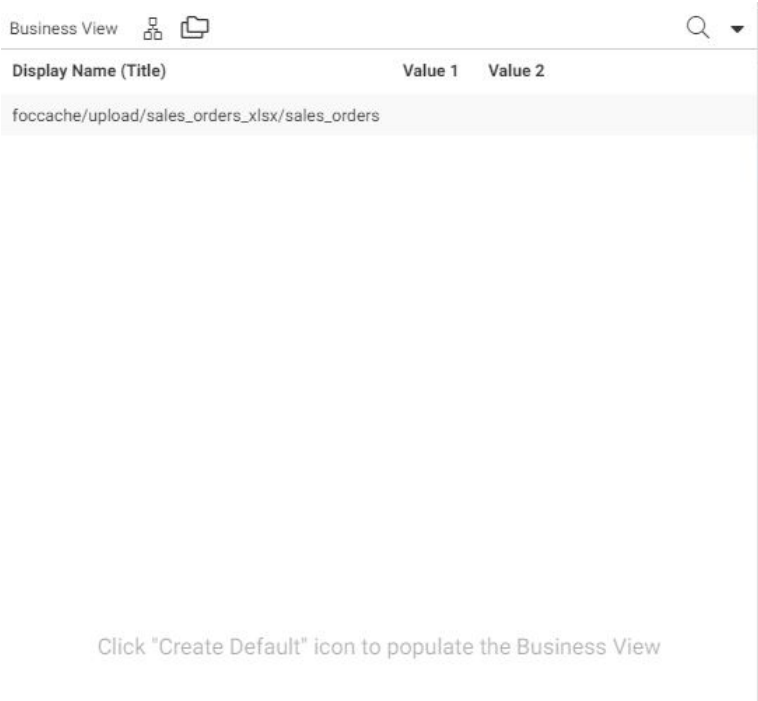 Business View
Display Name (Title) Value 1 Value 2
foccache/upload/sales_orders_xlsx/sales_orders
Click "Create Default" icon to populate the Business View